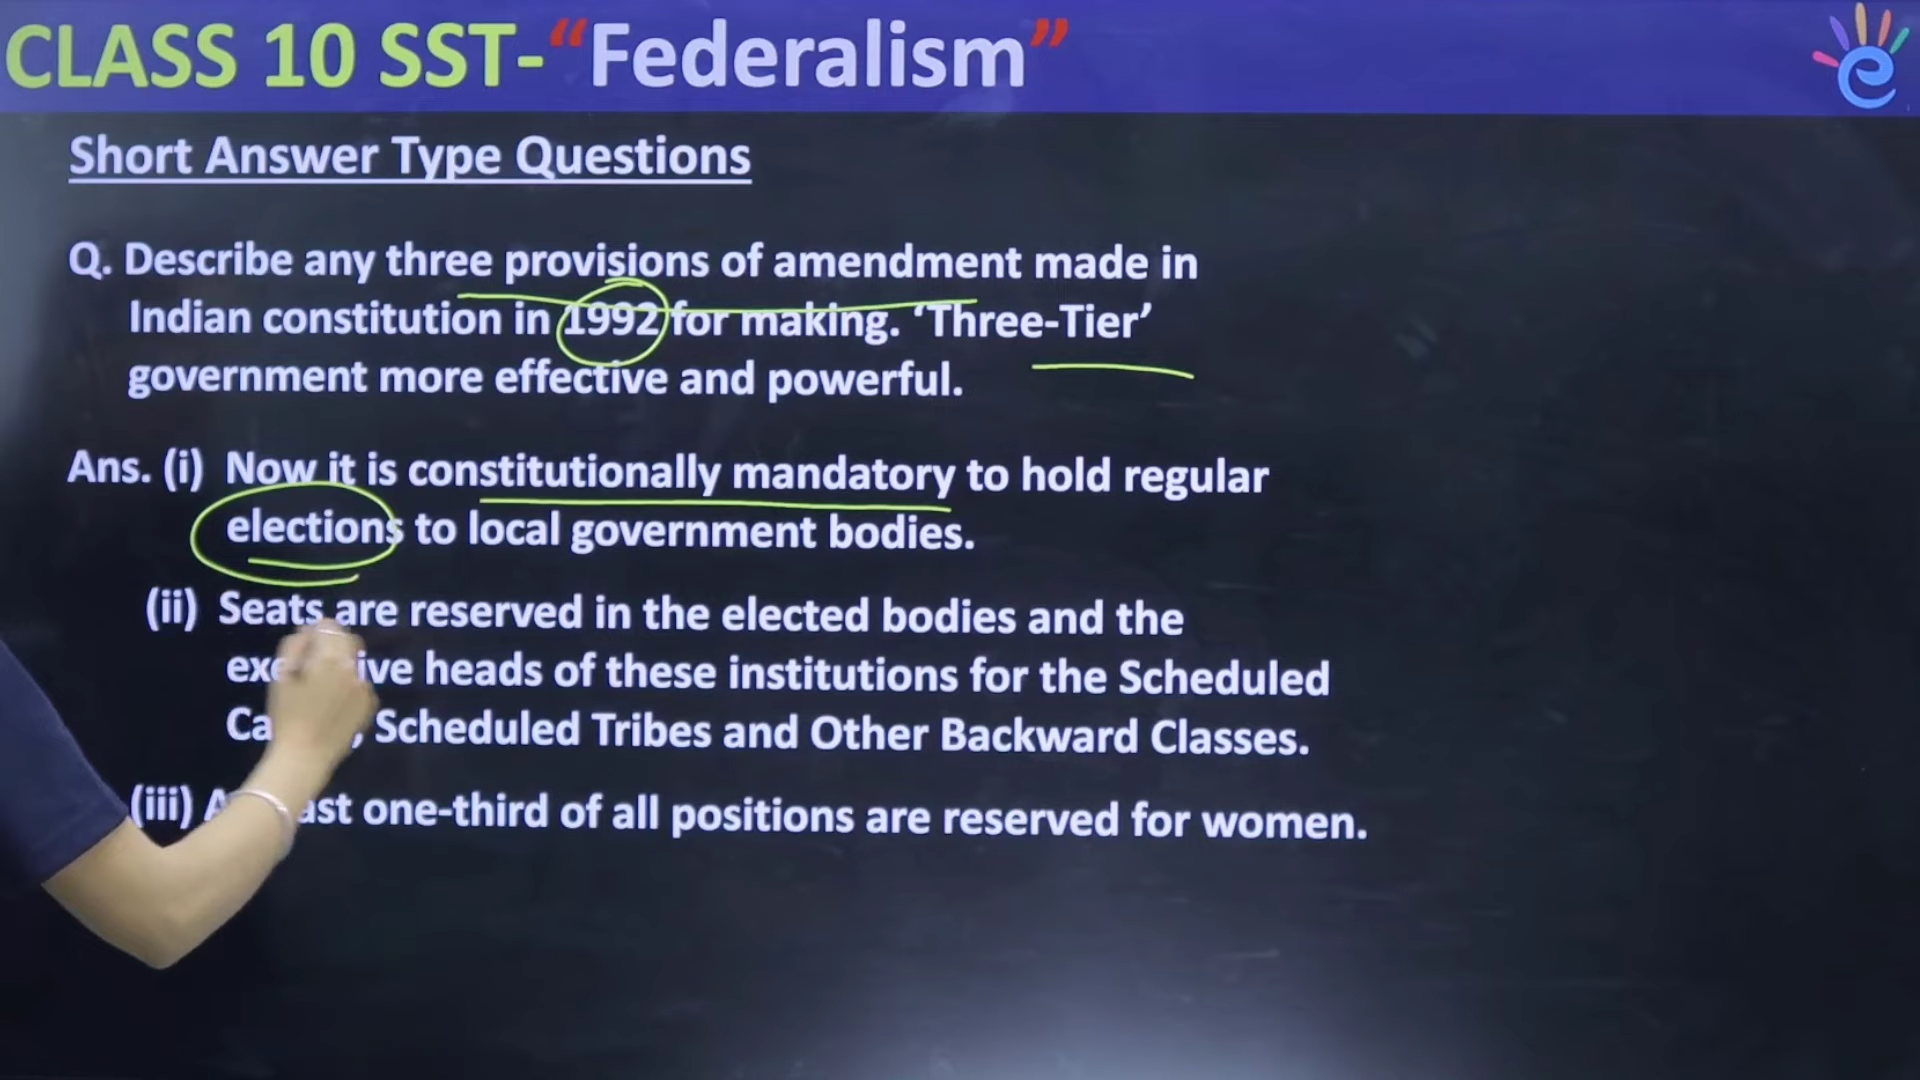 CLASS 10 SST-“Federalism”
Short Answer Type Questions
Q. Describe any three provisions of amendment made in
Indian constitution in 1992 for making. ‘Three-Tier’
government more effective and powerful.
Ans. (i) Now it is constitutionally mandatory to hold regular
elections to local government bodies.
(ii) Seats are reserved in the elected bodies and the
heads of these institutions for the Scheduled
Scheduled Tribes and Other Backward Classes.
(iii) one-third of all positions are reserved for women.